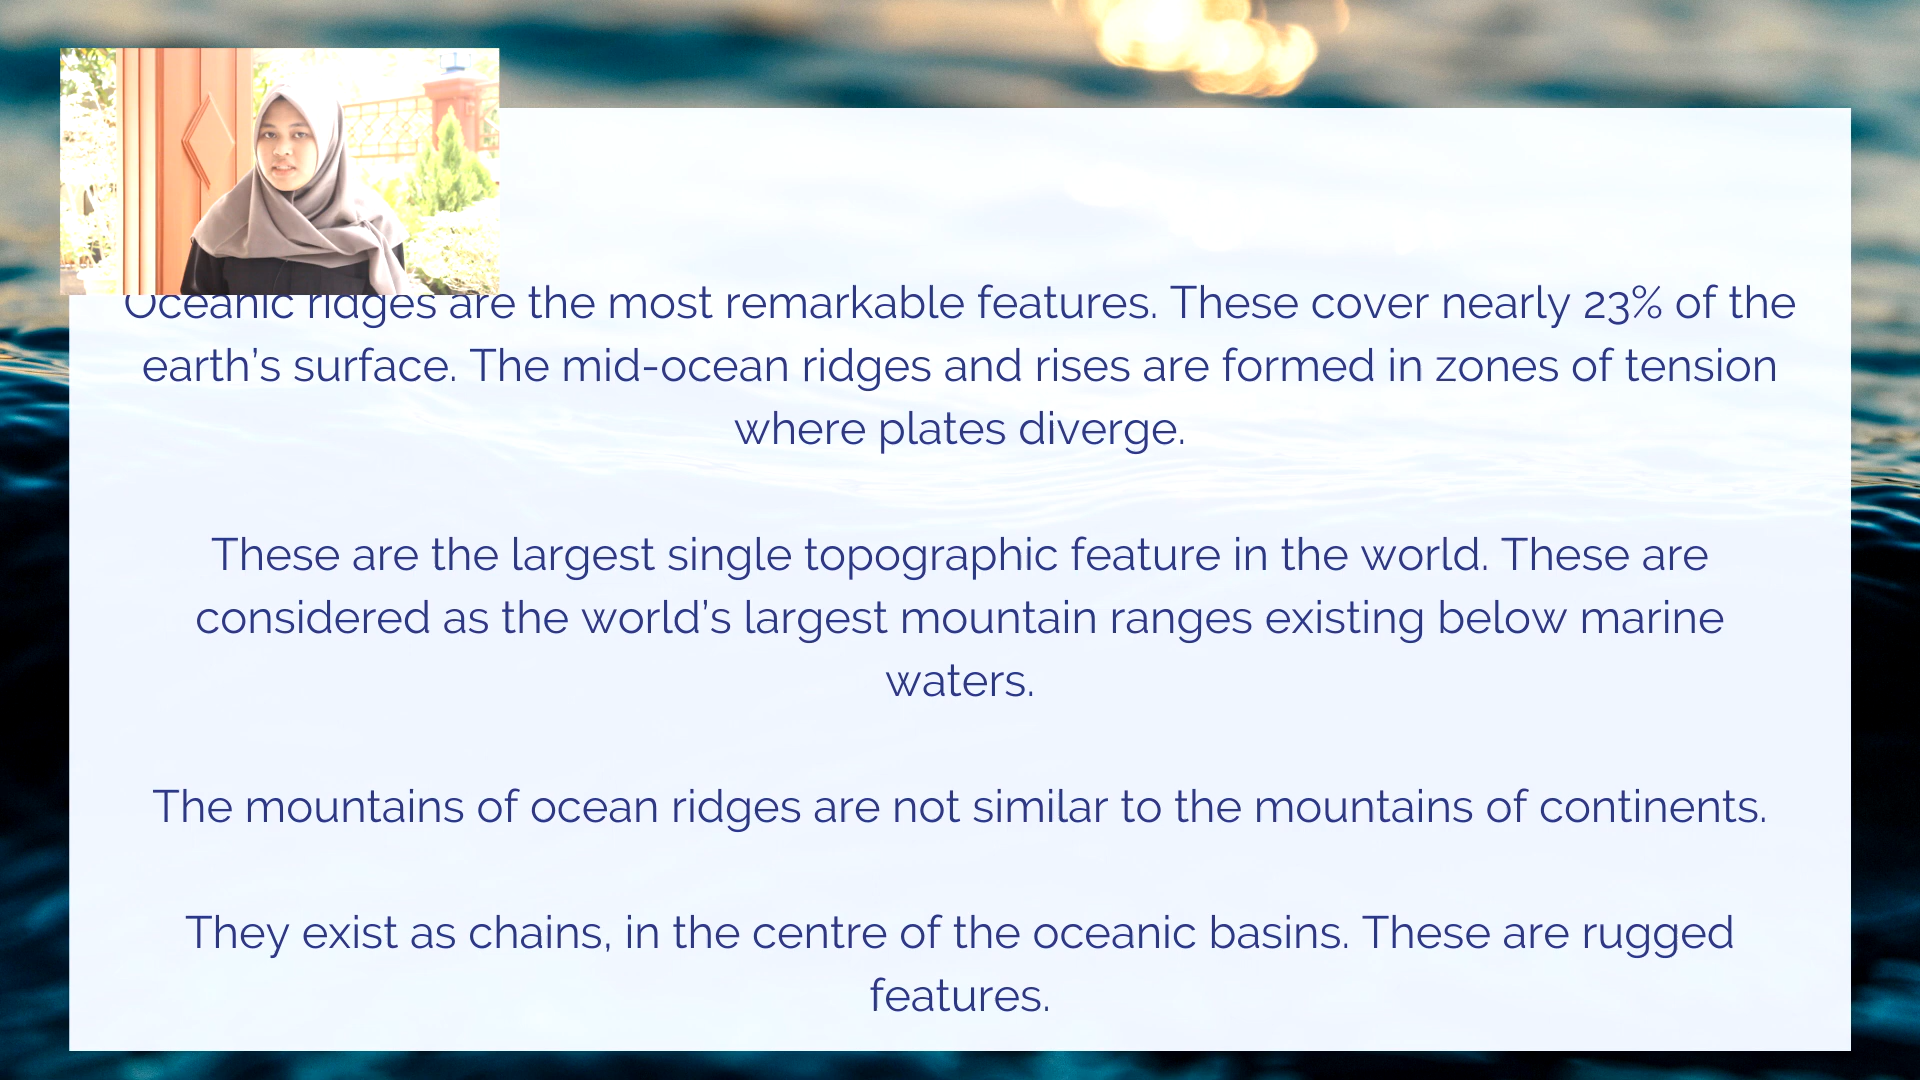 Oceanic ridges are the most remarkable features. These cover nearly 23% of the
earth’s surface. The mid-ocean ridges and rises are formed in zones of tension
where plates diverge.
These are the largest single topographic feature in the world. These are
considered as the world’s largest mountain ranges existing below marine
waters.
The mountains of ocean ridges are not similar to the mountains of continents.
They exist as chains, in the centre of the oceanic basins. These are rugged
features.